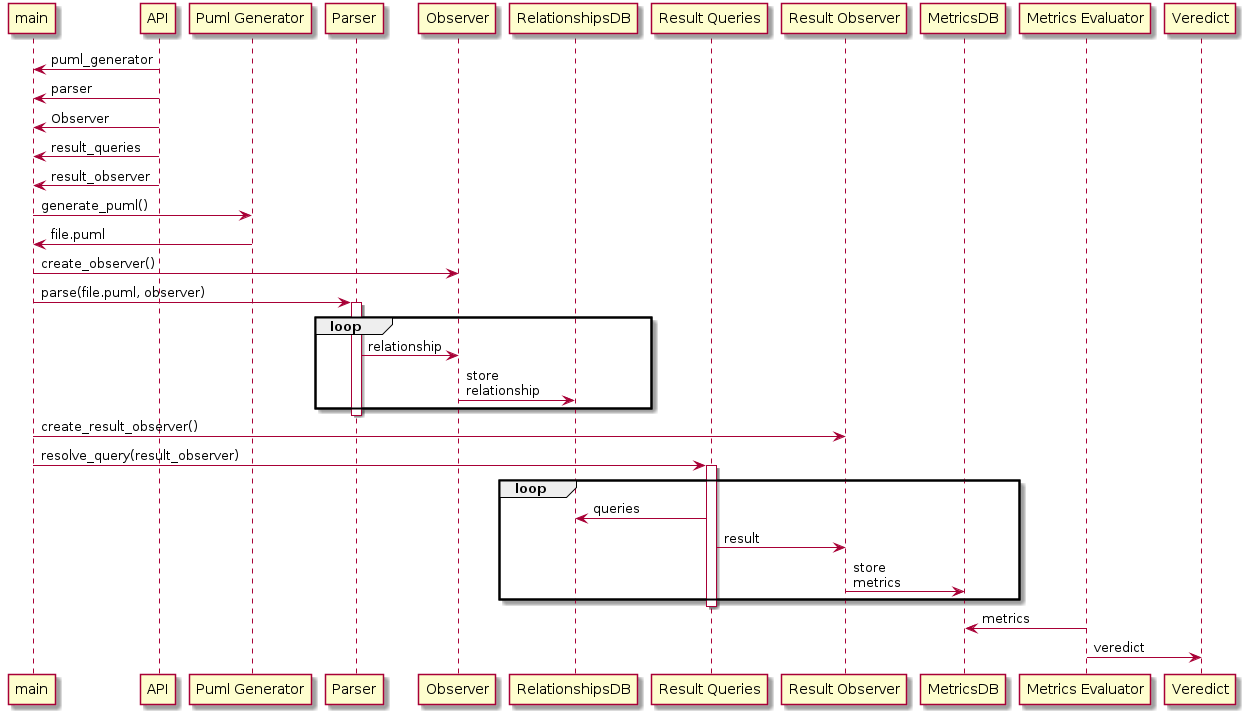 main API Puml Generator Parser Observer RelationshipsDB Result Queries Result Observer MetricsDB Metrics Evaluator Veredict
puml_generator
parser
Observer
result_queries
result_observer
generate_puml()
file.puml
create_observer()
parse(file.puml, observer)
loop
relationship
store
relationship
create_result_observer()
resolve_query(result_observer)
loop
queries
result
store
metrics
metrics
veredict
main API Puml Generator Parser Observer RelationshipsDB Result Queries Result Observer MetricsDB Metrics Evaluator Veredict